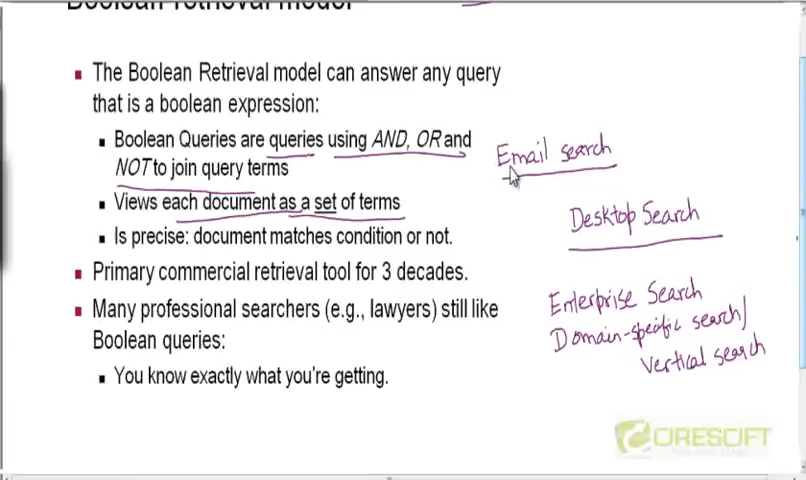 Boolean retrieval model
The Boolean Retrieval model can answer any query
that is a boolean expression:
Boolean Queries are queries using AND, OR and
NOT to join query terms
Views each document as a set of terms
Is precise: document matches condition or not.
Primary commercial retrieval tool for 3 decades.
Many professional searchers (e.g., lawyers) still like
Boolean queries:
You know exactly what you're getting.
Email search
Desktop Search
Enterprise Search
Domain-specific search/
Vertical search